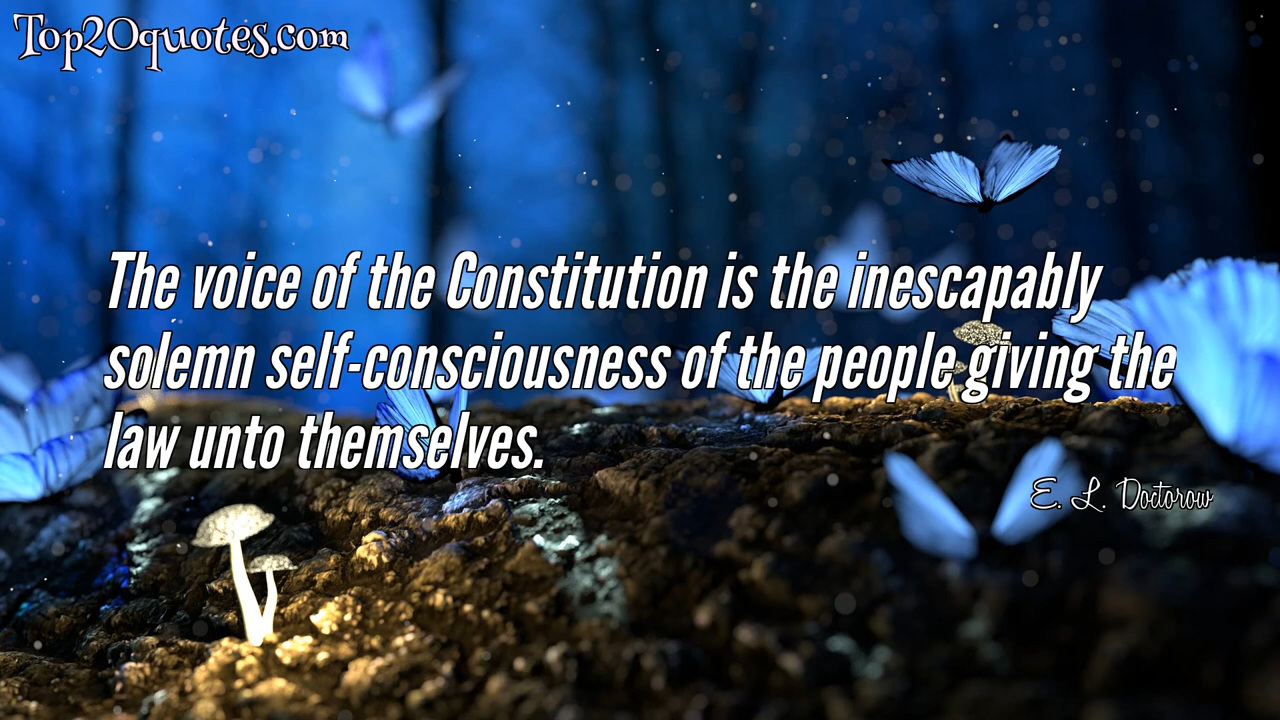 Top20quotes.com
The voice of the Constitution is the inescapably
solemn self-consciousness of the people giving the
law unto themselves.
E. L. Doctorow